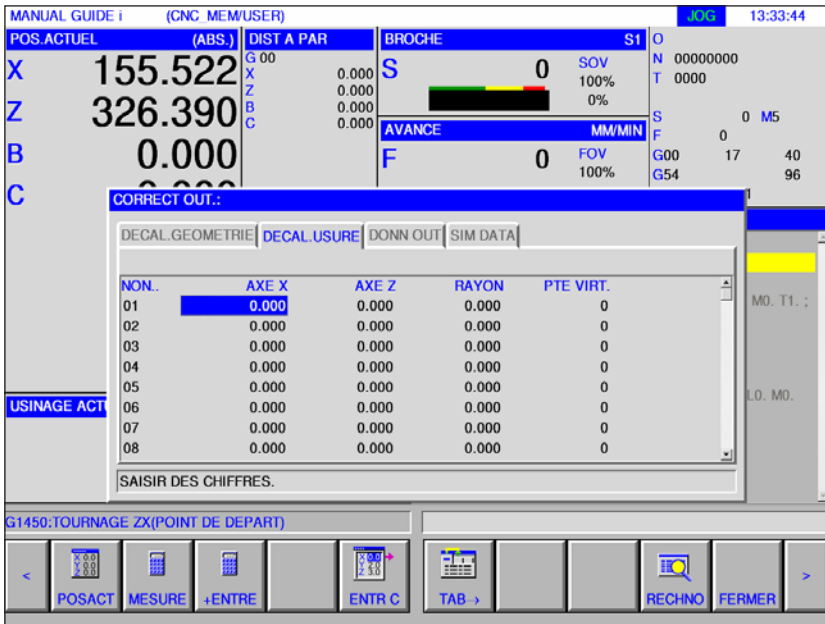 MANUAL GUIDE i (CNC_MEM/USER) JOG 13:33:44
POS.ACTUEL (ABS.) DIST A PAR BROCHE S1 O
G 00
X 155.522 X 0.000 S 0 SOV N 00000000
Z 326.390 Z 0.000 100% T 0000
B 0.000 B 0.000 0%
C C 0.000 S 0 M5
AVANCE MM/MIN F 0
F 0 FOV G00 17 40
100% G54 96
CORRECT OUT.:
DECAL.GEOMETRIE DECAL.USURE DONN OUT SIM DATA
NON.. AXE X AXE Z RAYON PTE VIRT.
01 0.000 0.000 0.000 0
02 0.000 0.000 0.000 0
03 0.000 0.000 0.000 0
04 0.000 0.000 0.000 0
05 0.000 0.000 0.000 0
06 0.000 0.000 0.000 0
07 0.000 0.000 0.000 0
08 0.000 0.000 0.000 0
M0. T1. ;
L0. M0.
USINAGE ACT
SAISIR DES CHIFFRES.
G1450:TOURNAGE ZX(POINT DE DEPART)
< POSACT MESURE +ENTRE ENTR C TAB→ RECHNO FERMER >